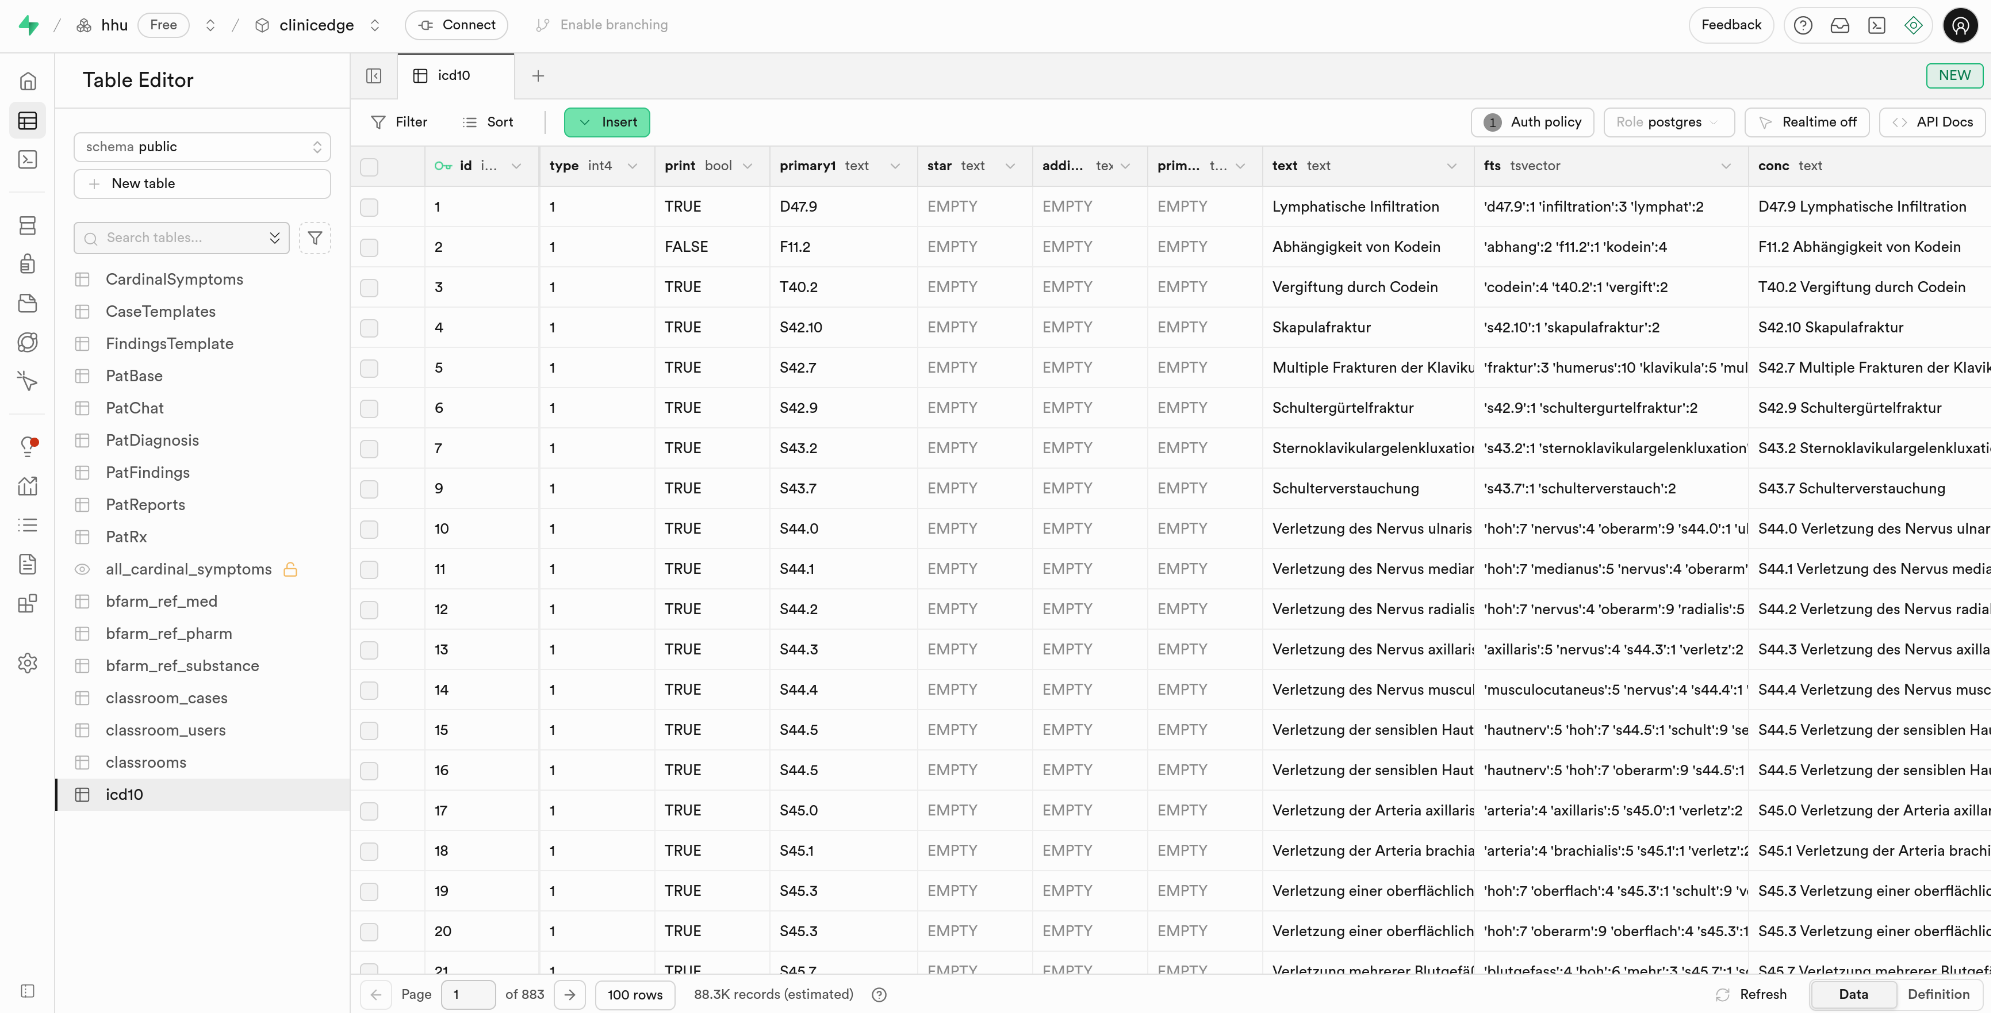 hhu Free clinicedge Connect Enable branching Feedback
Table Editor
icd10
NEW
Filter Sort Insert 1 Auth policy Role postgres Realtime off API Docs
schema public
New table
Search tables...
CardinalSymptoms
CaseTemplates
FindingsTemplate
PatBase
PatChat
PatDiagnosis
PatFindings
PatReports
PatRx
all_cardinal_symptoms
bfarm_ref_med
bfarm_ref_pharm
bfarm_ref_substance
classroom_cases
classroom_users
classrooms
icd10
id i... type int4 print bool primary1 text star text addi... tex prim... t... text text fts tsvector conc text
1 1 TRUE D47.9 EMPTY EMPTY EMPTY Lymphatische Infiltration 'd47.9':1 'infiltration':3 'lymphat':2 D47.9 Lymphatische Infiltration
2 1 FALSE F11.2 EMPTY EMPTY EMPTY Abhängigkeit von Kodein 'abhang':2 'f11.2':1 'kodein':4 F11.2 Abhängigkeit von Kodein
3 1 TRUE T40.2 EMPTY EMPTY EMPTY Vergiftung durch Codein 'codein':4 't40.2':1 'vergift':2 T40.2 Vergiftung durch Codein
4 1 TRUE S42.10 EMPTY EMPTY EMPTY Skapulafraktur 's42.10':1 'skapulafraktur':2 S42.10 Skapulafraktur
5 1 TRUE S42.7 EMPTY EMPTY EMPTY Multiple Frakturen der Klaviku 'fraktur':3 'humerus':10 'klavikula':5 'mul S42.7 Multiple Frakturen der Klavik
6 1 TRUE S42.9 EMPTY EMPTY EMPTY Schultergürtelfraktur 's42.9':1 'schultergurtelfraktur':2 S42.9 Schultergürtelfraktur
7 1 TRUE S43.2 EMPTY EMPTY EMPTY Sternoklavikulargelenkluxation 's43.2':1 'sternoklavikulargelenkluxation' S43.2 Sternoklavikulargelenkluxati
9 1 TRUE S43.7 EMPTY EMPTY EMPTY Schulterverstauchung 's43.7':1 'schulterverstauch':2 S43.7 Schulterverstauchung
10 1 TRUE S44.0 EMPTY EMPTY EMPTY Verletzung des Nervus ulnaris 'hoh':7 'nervus':4 'oberarm':9 's44.0':1 'ul S44.0 Verletzung des Nervus ulnar
11 1 TRUE S44.1 EMPTY EMPTY EMPTY Verletzung des Nervus median 'hoh':7 'medianus':5 'nervus':4 'oberarm' S44.1 Verletzung des Nervus media
12 1 TRUE S44.2 EMPTY EMPTY EMPTY Verletzung des Nervus radialis 'hoh':7 'nervus':4 'oberarm':9 'radialis':5 S44.2 Verletzung des Nervus radial
13 1 TRUE S44.3 EMPTY EMPTY EMPTY Verletzung des Nervus axillaris 'axillaris':5 'nervus':4 's44.3':1 'verletz':2 S44.3 Verletzung des Nervus axilla
14 1 TRUE S44.4 EMPTY EMPTY EMPTY Verletzung des Nervus muscul 'musculocutaneus':5 'nervus':4 's44.4':1 ' S44.4 Verletzung des Nervus musc
15 1 TRUE S44.5 EMPTY EMPTY EMPTY Verletzung der sensiblen Haut 'hautnerv':5 'hoh':7 's44.5':1 'schult':9 'se S44.5 Verletzung der sensiblen Hau
16 1 TRUE S44.5 EMPTY EMPTY EMPTY Verletzung der sensiblen Haut 'hautnerv':5 'hoh':7 'oberarm':9 's44.5':1 S44.5 Verletzung der sensiblen Hau
17 1 TRUE S45.0 EMPTY EMPTY EMPTY Verletzung der Arteria axillaris 'arteria':4 'axillaris':5 's45.0':1 'verletz':2 S45.0 Verletzung der Arteria axillar
18 1 TRUE S45.1 EMPTY EMPTY EMPTY Verletzung der Arteria brachia 'arteria':4 'brachialis':5 's45.1':1 'verletz':2 S45.1 Verletzung der Arteria brachi
19 1 TRUE S45.3 EMPTY EMPTY EMPTY Verletzung einer oberflächlich 'hoh':7 'oberflach':4 's45.3':1 'schult':9 've S45.3 Verletzung einer oberflächlic
20 1 TRUE S45.3 EMPTY EMPTY EMPTY Verletzung einer oberflächlich 'hoh':7 'oberarm':9 'oberflach':4 's45.3':1 S45.3 Verletzung einer oberflächlic
21 1 TRUE S45.7 EMPTY EMPTY EMPTY Verletzung mehrerer Blutgefäß 'blutgefass':4 'hoh':6 'mehr':3 's45.7':1 'sc S45.7 Verletzung mehrerer Blutgefä
Page 1 of 883 100 rows 88.3K records (estimated) Refresh Data Definition